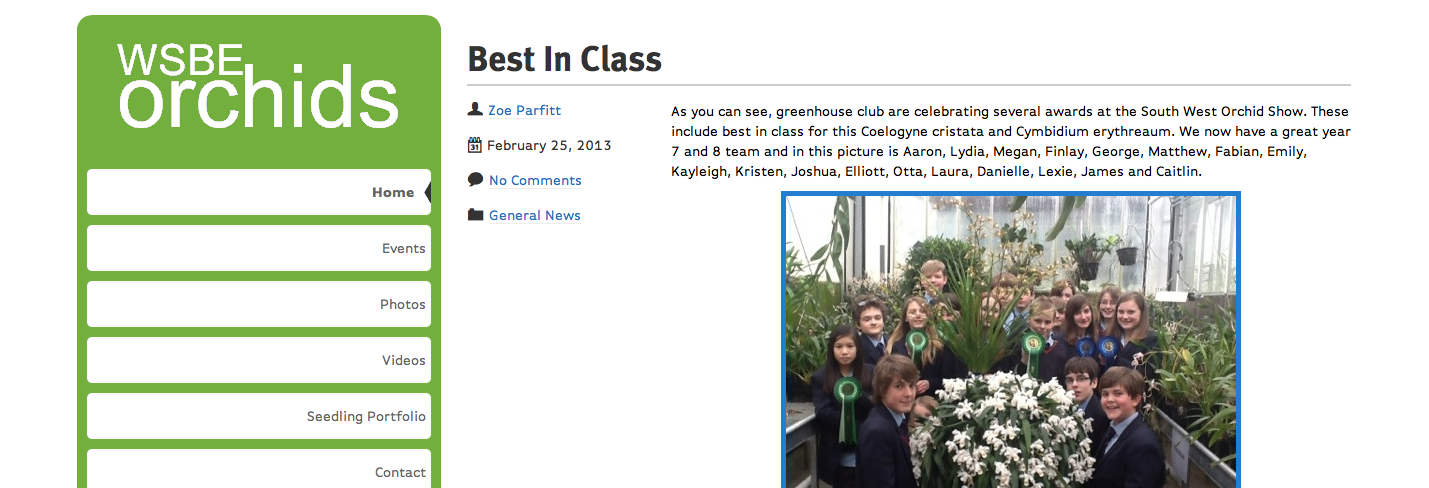 WSBE
orchids
Home
Events
Photos
Videos
Seedling Portfolio
Contact
Best In Class
Zoe Parfitt
31
February 25, 2013
No Comments
General News
As you can see, greenhouse club are celebrating several awards at the South West Orchid Show. These
include best in class for this Coelogyne cristata and Cymbidium erythreaum. We now have a great year
7 and 8 team and in this picture is Aaron, Lydia, Megan, Finlay, George, Matthew, Fabian, Emily,
Kayleigh, Kristen, Joshua, Elliott, Otta, Laura, Danielle, Lexie, James and Caitlin.